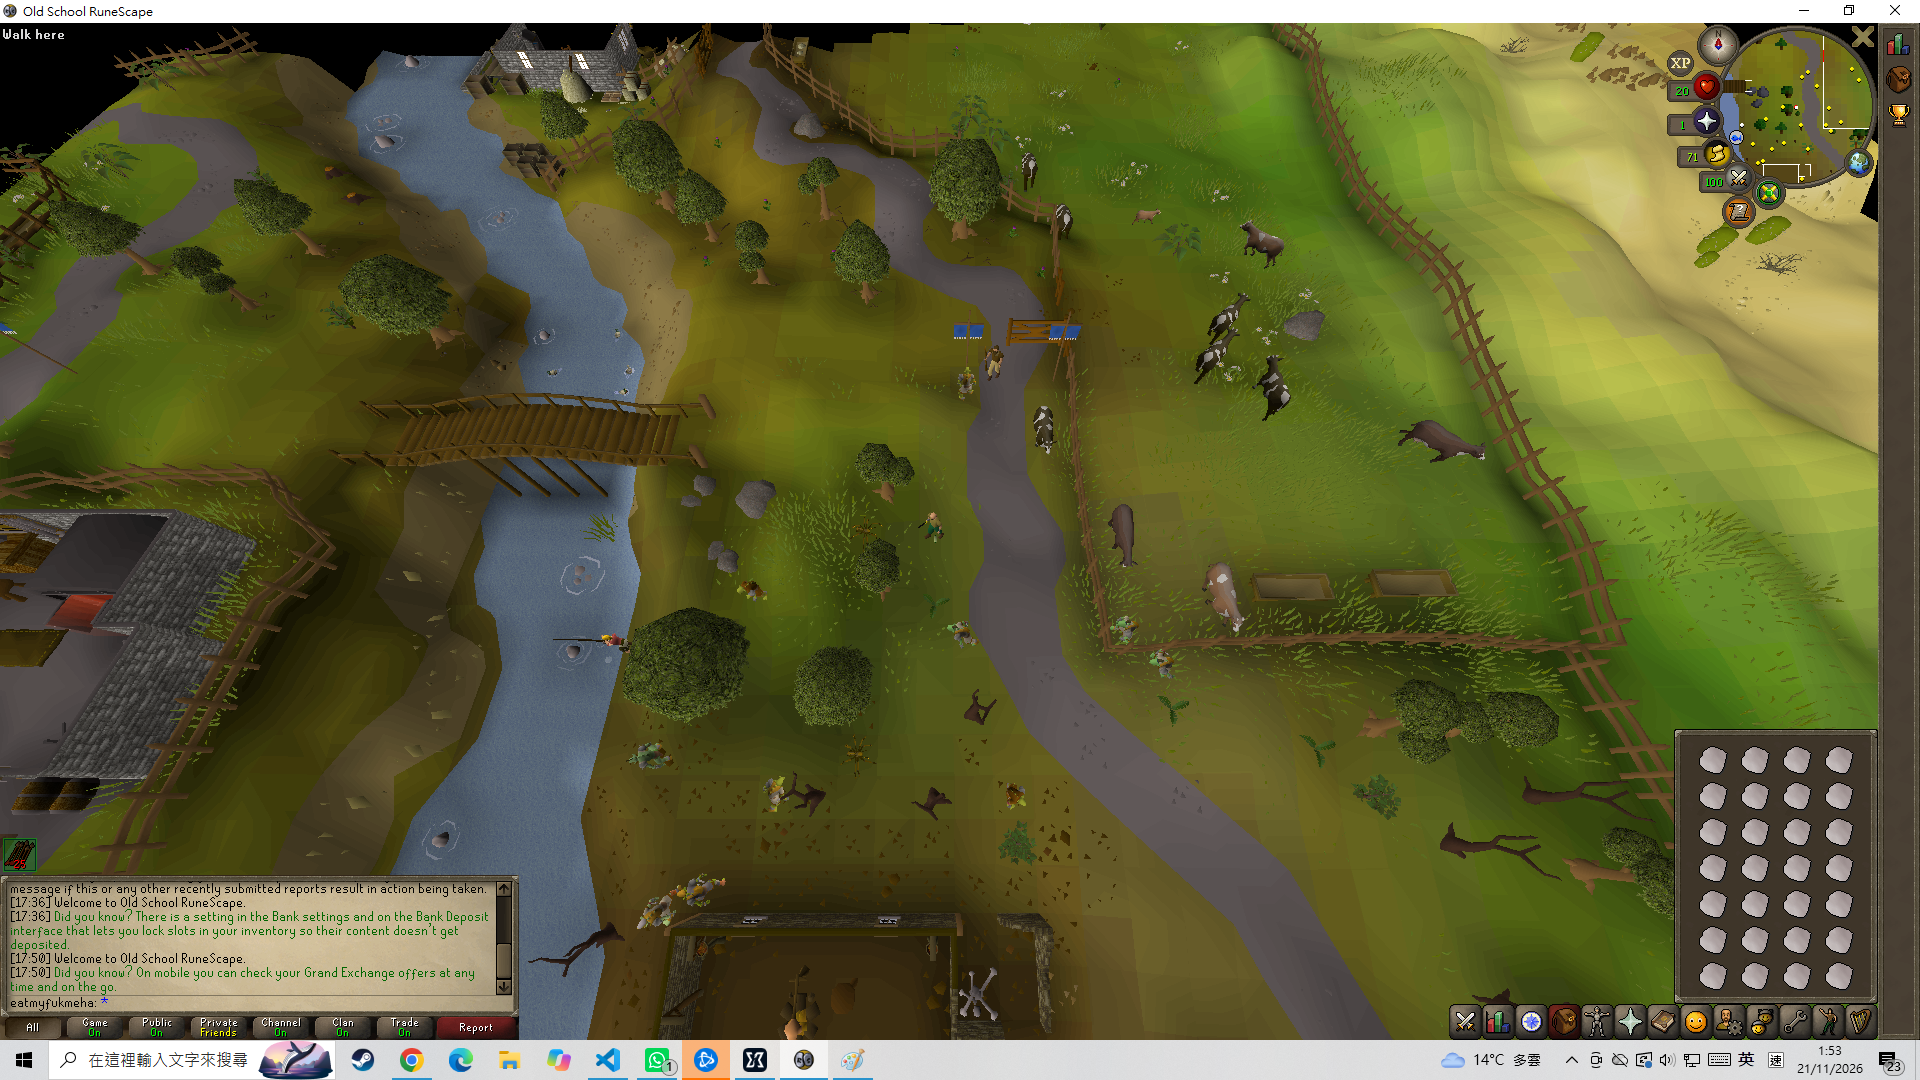 Old School RuneScape
Walk here
N
XP
20
1
71
100
25
message if this or any other recently submitted reports result in action being taken.
[17:36] Welcome to Old School RuneScape.
[17:36] Did you know? There is a setting in the Bank settings and on the Bank Deposit
interface that lets you lock slots in your inventory so their content doesn't get
deposited.
[17:50] Welcome to Old School RuneScape.
[17:50] Did you know? On mobile you can check your Grand Exchange offers at any
time and on the go.
eatmyfukmeha: *
All
Game
On
Public
On
Private
Friends
Channel
On
Clan
On
Trade
On
Report
在這裡輸入文字來搜尋
1
14°C 多雲
英
速
1:53
21/11/2026
23